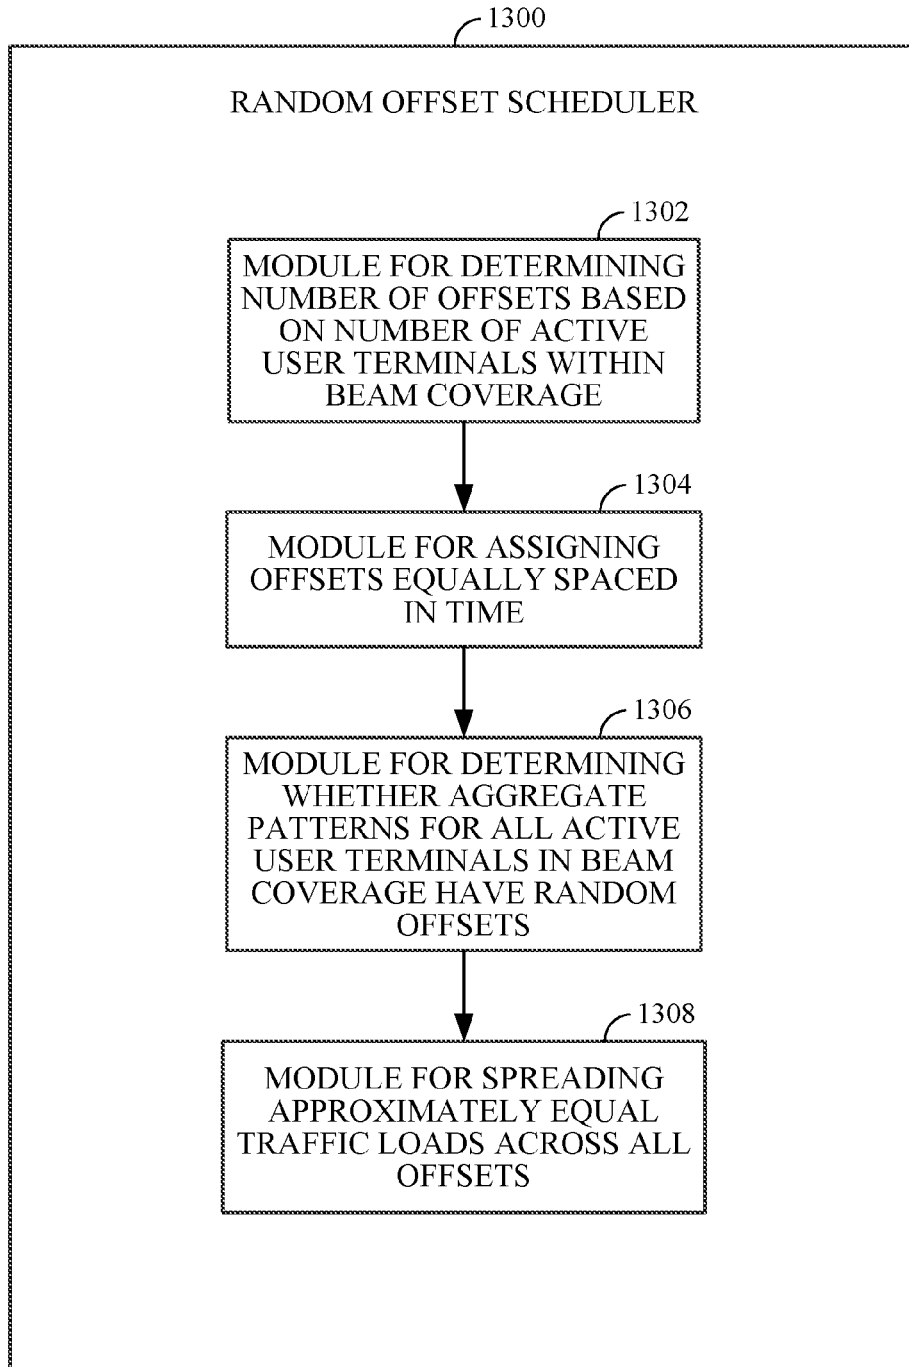 1300
RANDOM OFFSET SCHEDULER
1302
MODULE FOR DETERMINING
NUMBER OF OFFSETS BASED
ON NUMBER OF ACTIVE
USER TERMINALS WITHIN
BEAM COVERAGE
1304
MODULE FOR ASSIGNING
OFFSETS EQUALLY SPACED
IN TIME
1306
MODULE FOR DETERMINING
WHETHER AGGREGATE
PATTERNS FOR ALL ACTIVE
USER TERMINALS IN BEAM
COVERAGE HAVE RANDOM
OFFSETS
1308
MODULE FOR SPREADING
APPROXIMATELY EQUAL
TRAFFIC LOADS ACROSS ALL
OFFSETS